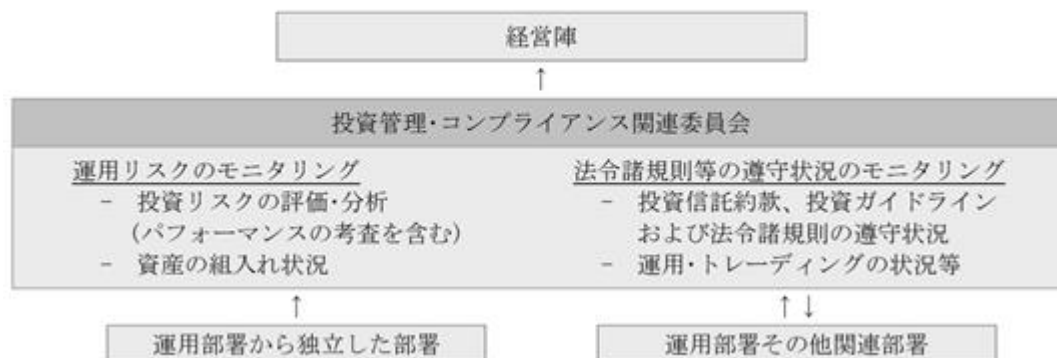 経営陣
↑
投資管理･コンプライアンス関連委員会
運用リスクのモニタリング
－ 投資リスクの評価･分析
(パフォーマンスの考査を含む)
－ 資産の組入れ状況
法令諸規則等の遵守状況のモニタリング
－ 投資信託約款、投資ガイドライン
および法令諸規則の遵守状況
－ 運用･トレーディングの状況等
↑
↑↓
運用部署から独立した部署
運用部署その他関連部署